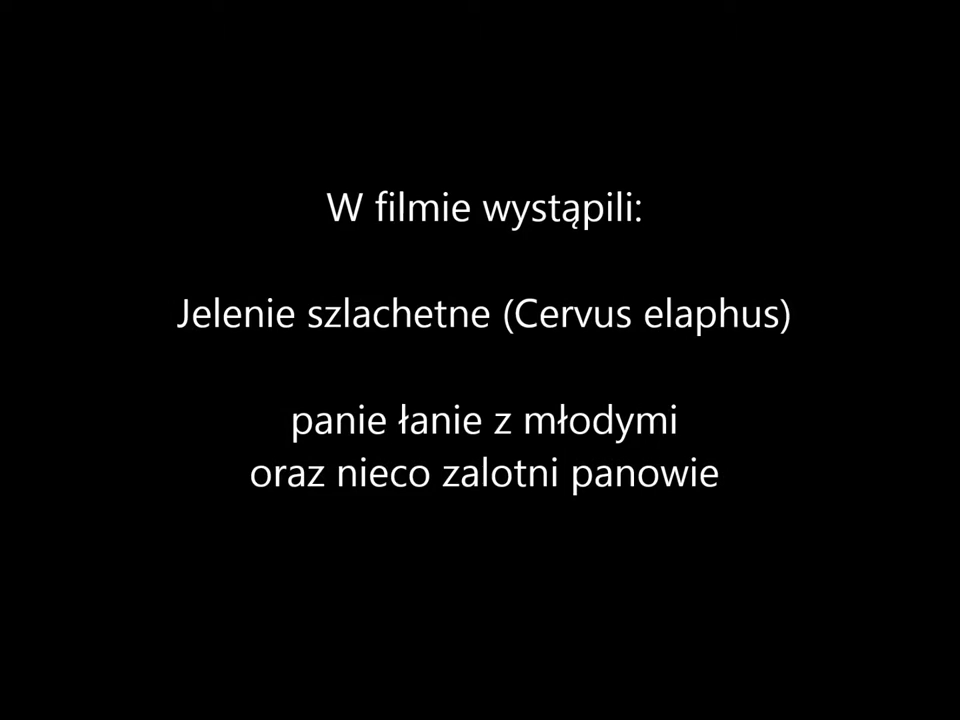 W filmie wystąpili:
Jelenie szlachetne (Cervus elaphus)
panie łanie z młodymi
oraz nieco zalotni panowie